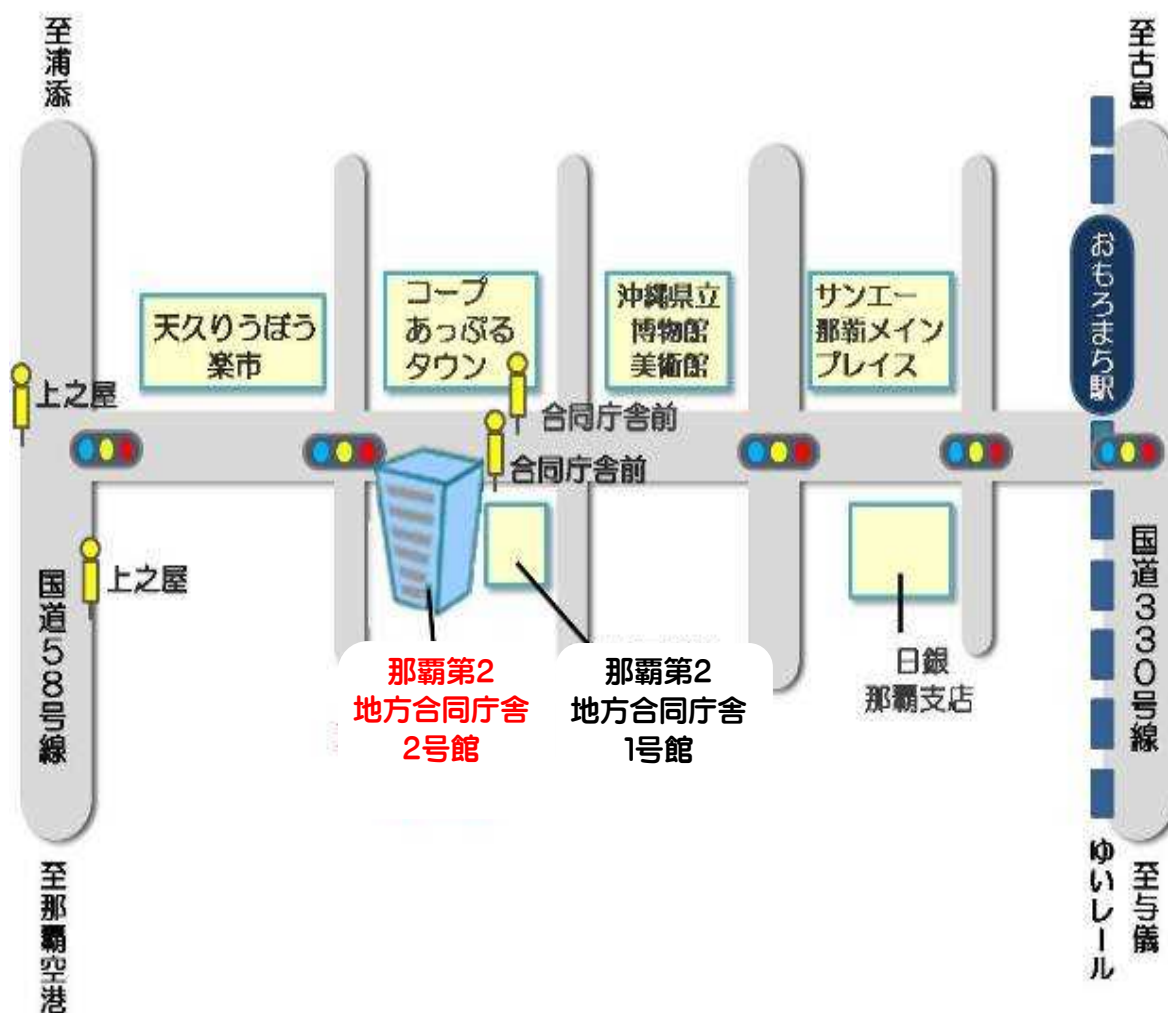 至浦添
至古島
おもろまち駅
天久りうぼう
楽市
コープ
あっぷる
タウン
沖縄県立
博物館
美術館
サンエー
那覇メイン
プレイス
上之屋
合同庁舎前
合同庁舎前
上之屋
国道58号線
国道330号線
那覇第2
地方合同庁舎
2号館
那覇第2
地方合同庁舎
1号館
日銀
那覇支店
ゆいレール
至那覇空港
至与儀